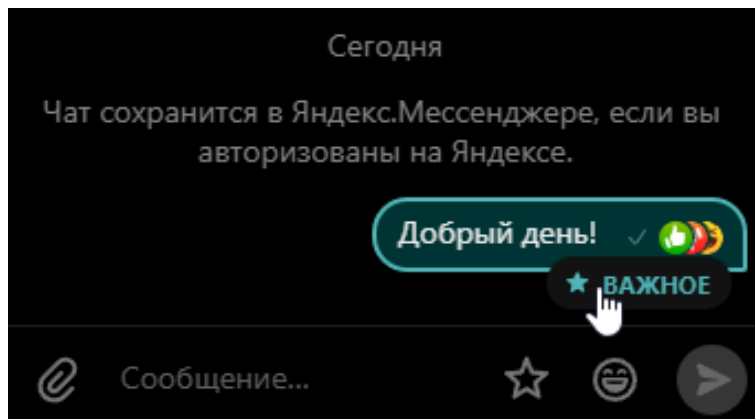 Сегодня
Чат сохранится в Яндекс.Мессенджере, если вы
авторизованы на Яндексе.
Добрый день!
ВАЖНОЕ
Сообщение...